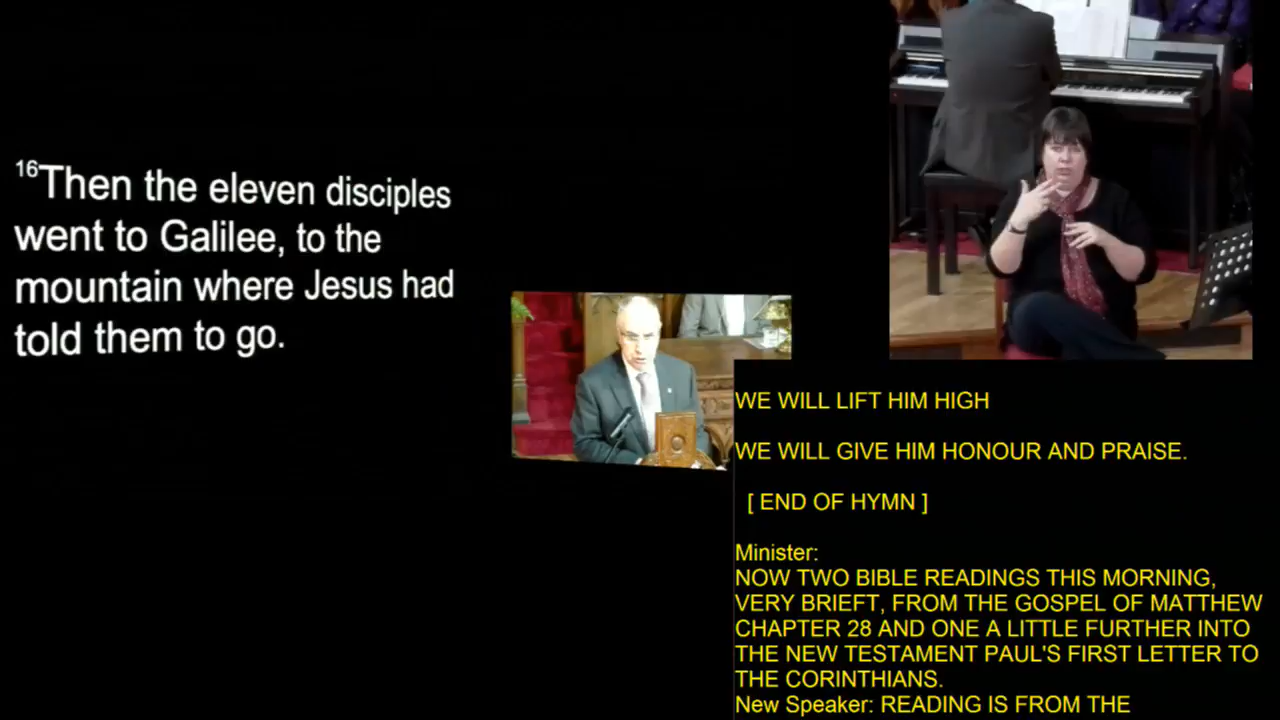 16Then the eleven disciples
went to Galilee, to the
mountain where Jesus had
told them to go.
WE WILL LIFT HIM HIGH
WE WILL GIVE HIM HONOUR AND PRAISE.
[ END OF HYMN ]
Minister:
NOW TWO BIBLE READINGS THIS MORNING,
VERY BRIEFT, FROM THE GOSPEL OF MATTHEW
CHAPTER 28 AND ONE A LITTLE FURTHER INTO
THE NEW TESTAMENT PAUL'S FIRST LETTER TO
THE CORINTHIANS.
New Speaker: READING IS FROM THE